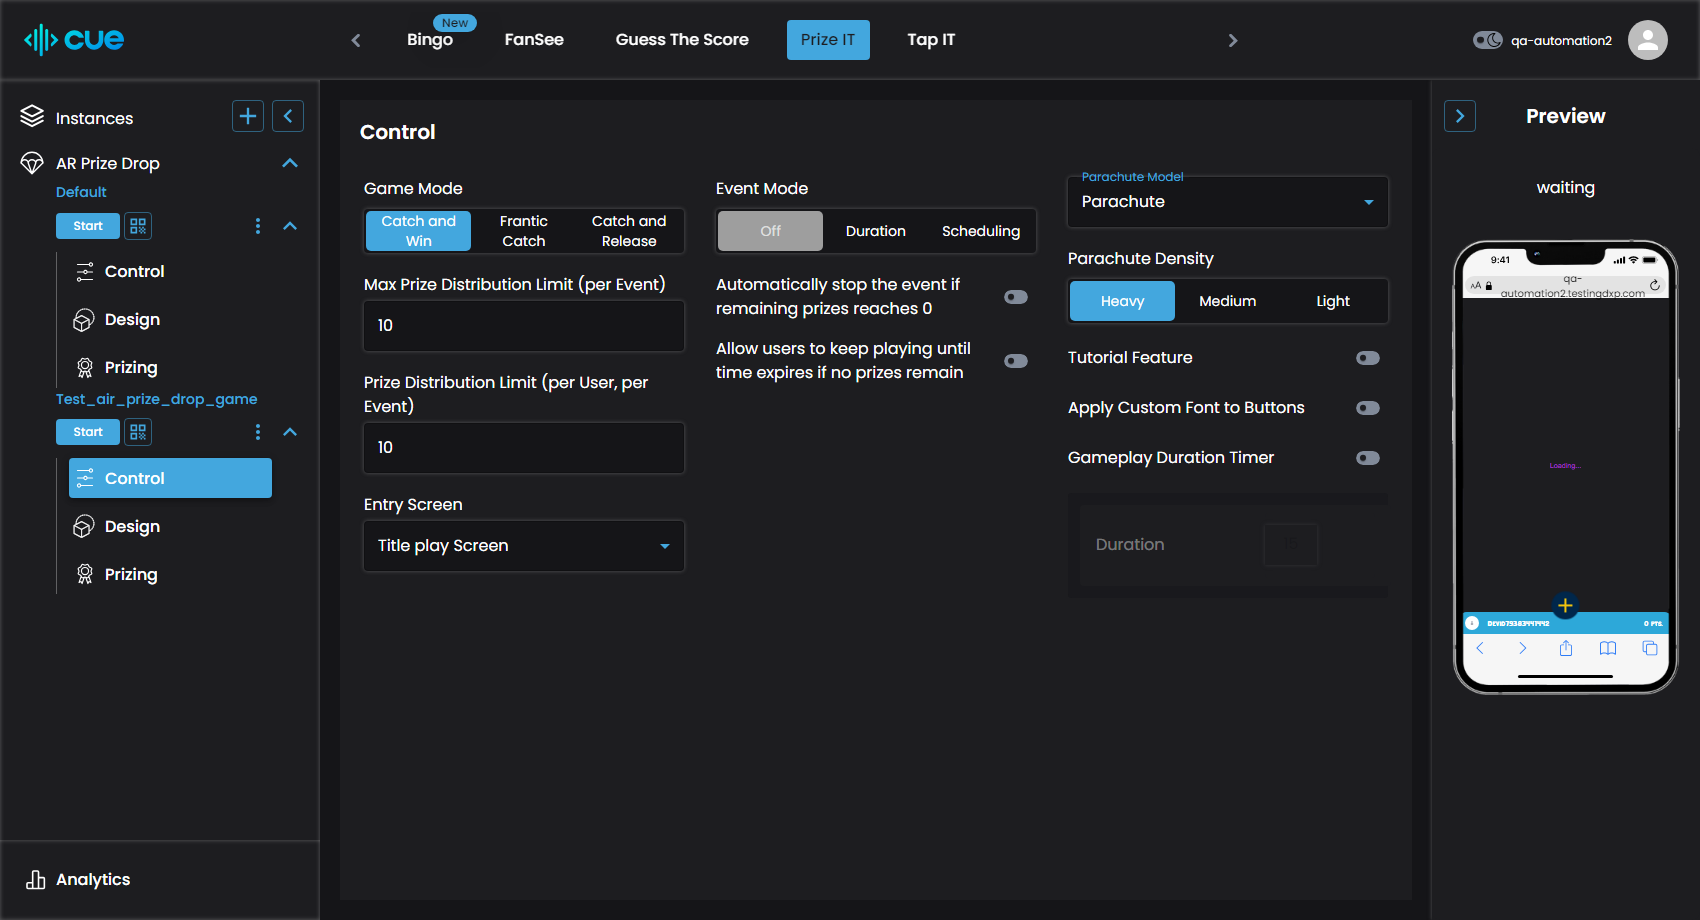 cue
New
Bingo
FanSee
Guess The Score
Prize IT
Tap IT
qa-automation2
Instances
AR Prize Drop
Default
Start
Control
Design
Prizing
Test_air_prize_drop_game
Start
Control
Design
Prizing
Analytics
Control
Game Mode
Catch and
Win
Frantic
Catch
Catch and
Release
Max Prize Distribution Limit (per Event)
10
Prize Distribution Limit (per User, per
Event)
10
Entry Screen
Title play Screen
Event Mode
Off
Duration
Scheduling
Automatically stop the event if
remaining prizes reaches 0
Allow users to keep playing until
time expires if no prizes remain
Parachute Model
Parachute
Parachute Density
Heavy
Medium
Light
Tutorial Feature
Apply Custom Font to Buttons
Gameplay Duration Timer
Duration
Preview
waiting
9:41
AA
qa-
automation2.testingdxp.com
Loading...
0 PTS.